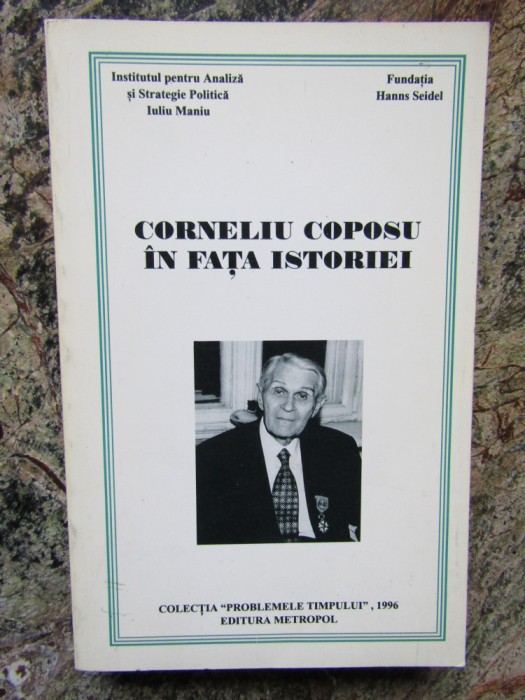 Institutul pentru Analiză
și Strategie Politică
Iuliu Maniu
Fundația
Hanns Seidel
CORNELIU COPOSU
ÎN FAȚA ISTORIEI
COLECȚIA "PROBLEMELE TIMPULUI", 1996
EDITURA METROPOL